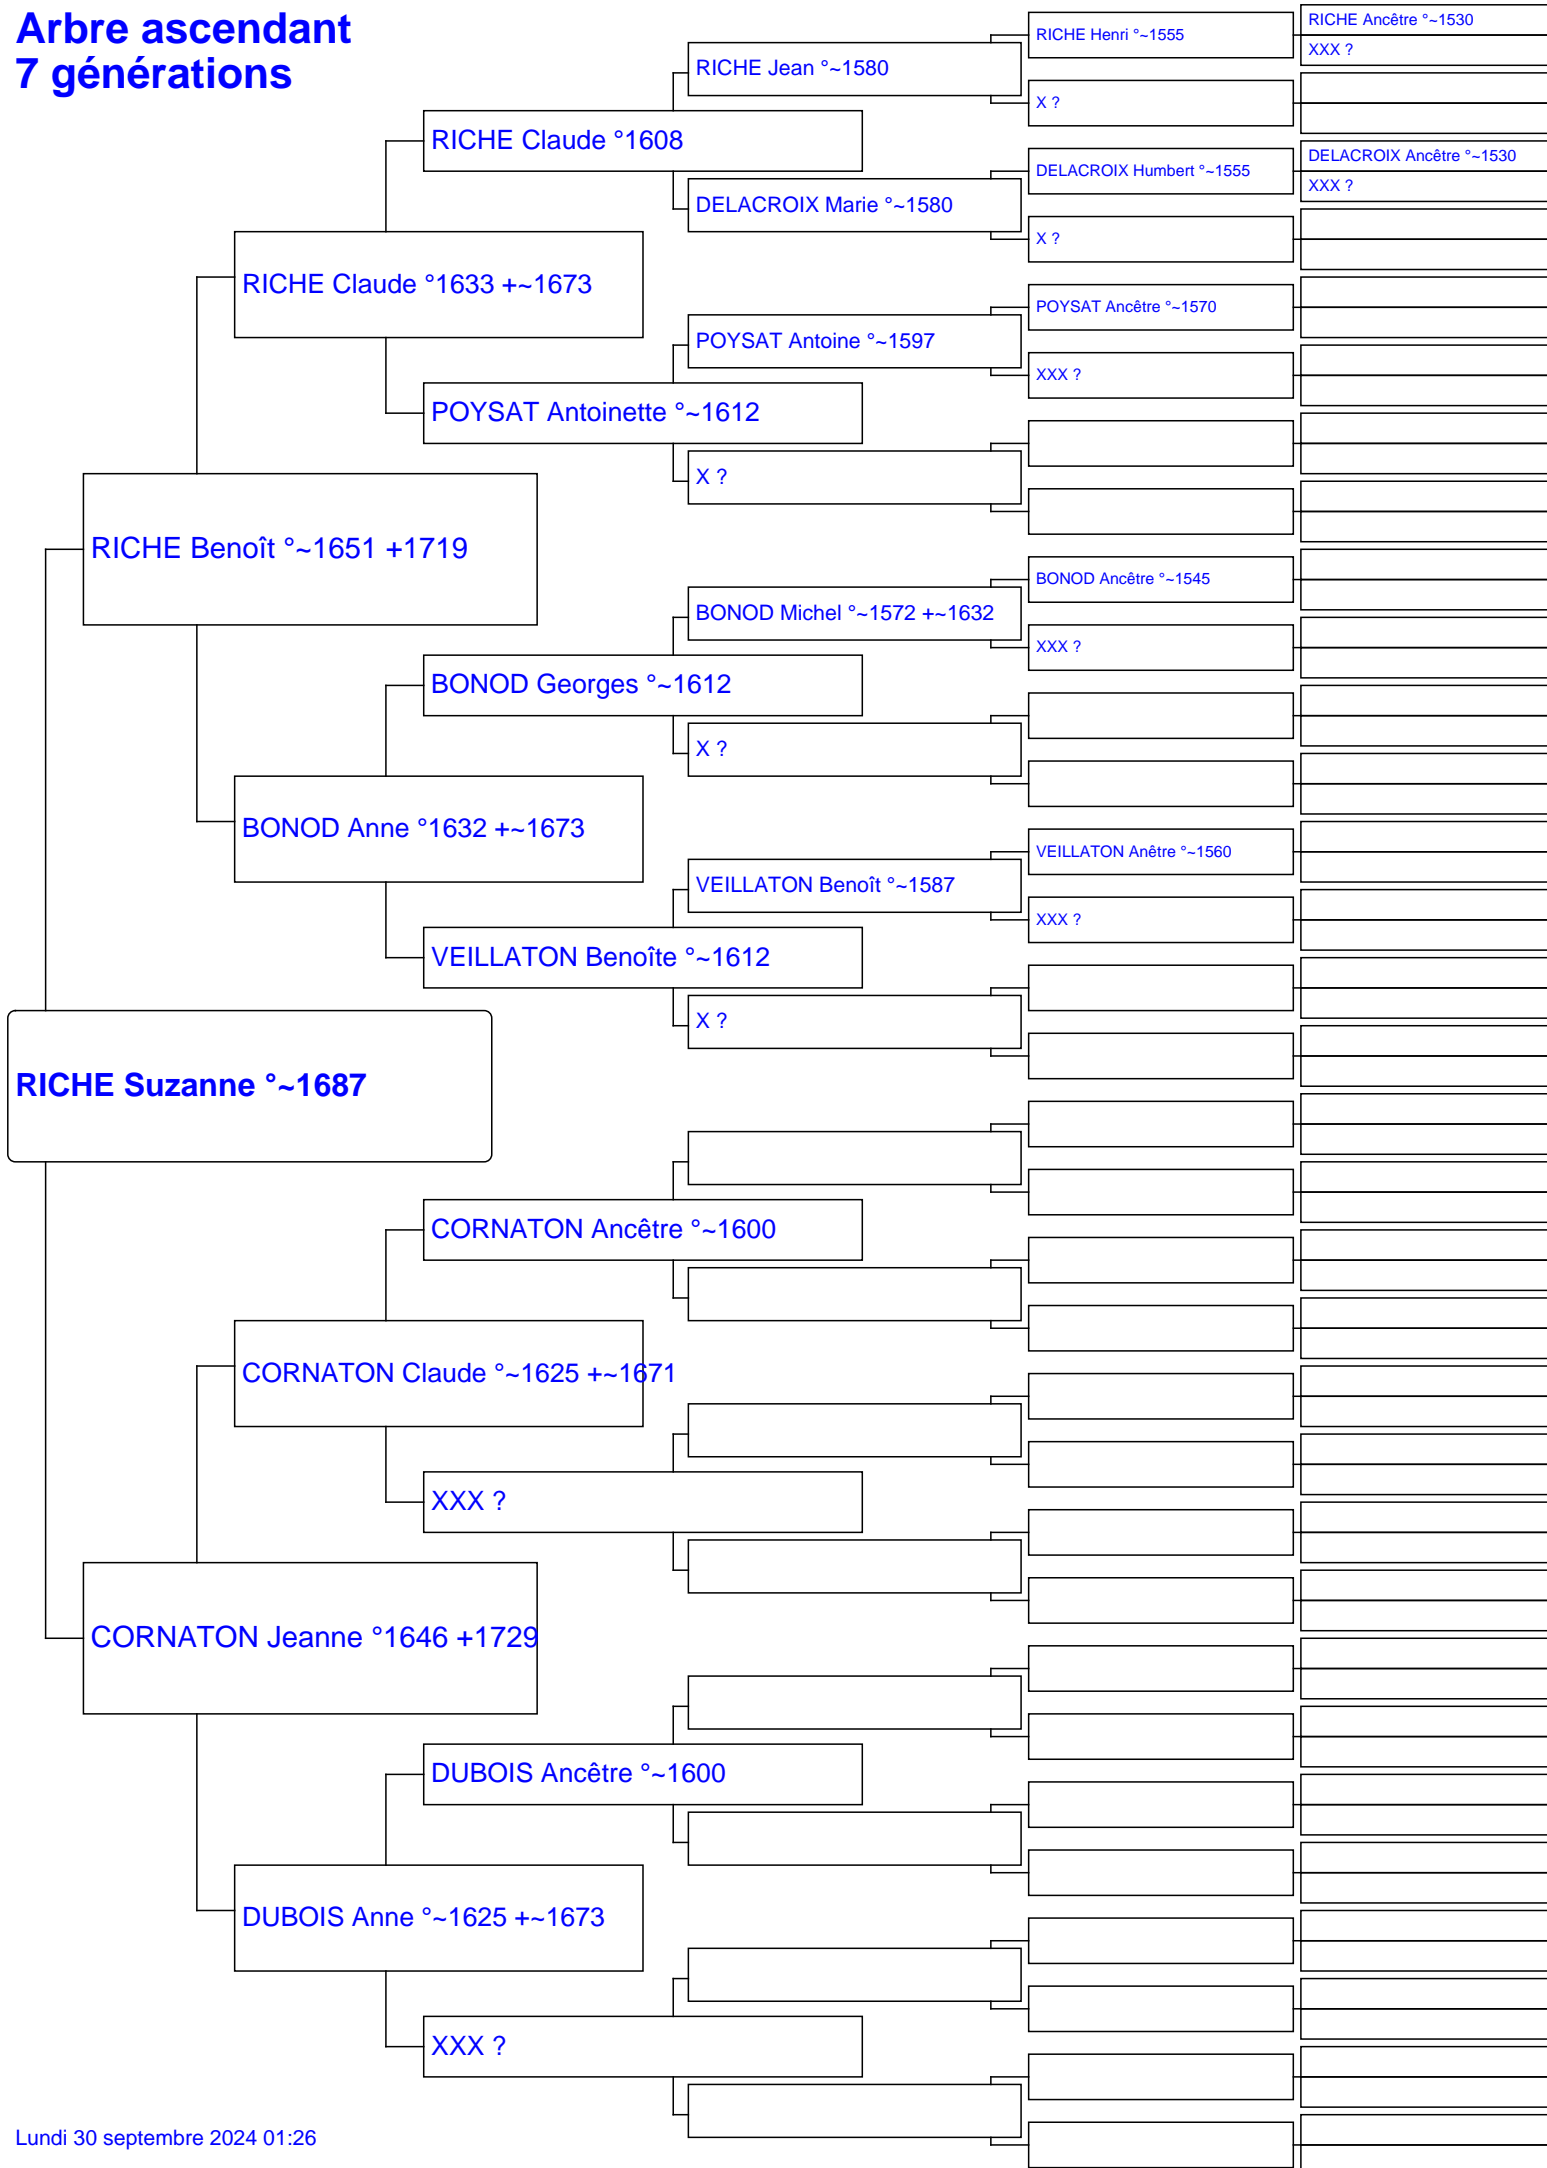 Arbre ascendant
7 générations
RICHE Suzanne °~1687
RICHE Benoît °~1651 +1719
CORNATON Jeanne °1646 +1729
RICHE Claude °1633 +~1673
BONOD Anne °1632 +~1673
CORNATON Claude °~1625 +~1671
DUBOIS Anne °~1625 +~1673
RICHE Claude °1608
POYSAT Antoinette °~1612
BONOD Georges °~1612
VEILLATON Benoîte °~1612
CORNATON Ancêtre °~1600
XXX ?
DUBOIS Ancêtre °~1600
XXX ?
RICHE Jean °~1580
DELACROIX Marie °~1580
POYSAT Antoine °~1597
X ?
BONOD Michel °~1572 +~1632
X ?
VEILLATON Benoît °~1587
X ?
RICHE Henri °~1555
X ?
DELACROIX Humbert °~1555
X ?
POYSAT Ancêtre °~1570
XXX ?
BONOD Ancêtre °~1545
XXX ?
VEILLATON Anêtre °~1560
XXX ?
RICHE Ancêtre °~1530
XXX ?
DELACROIX Ancêtre °~1530
XXX ?
Lundi 30 septembre 2024 01:26